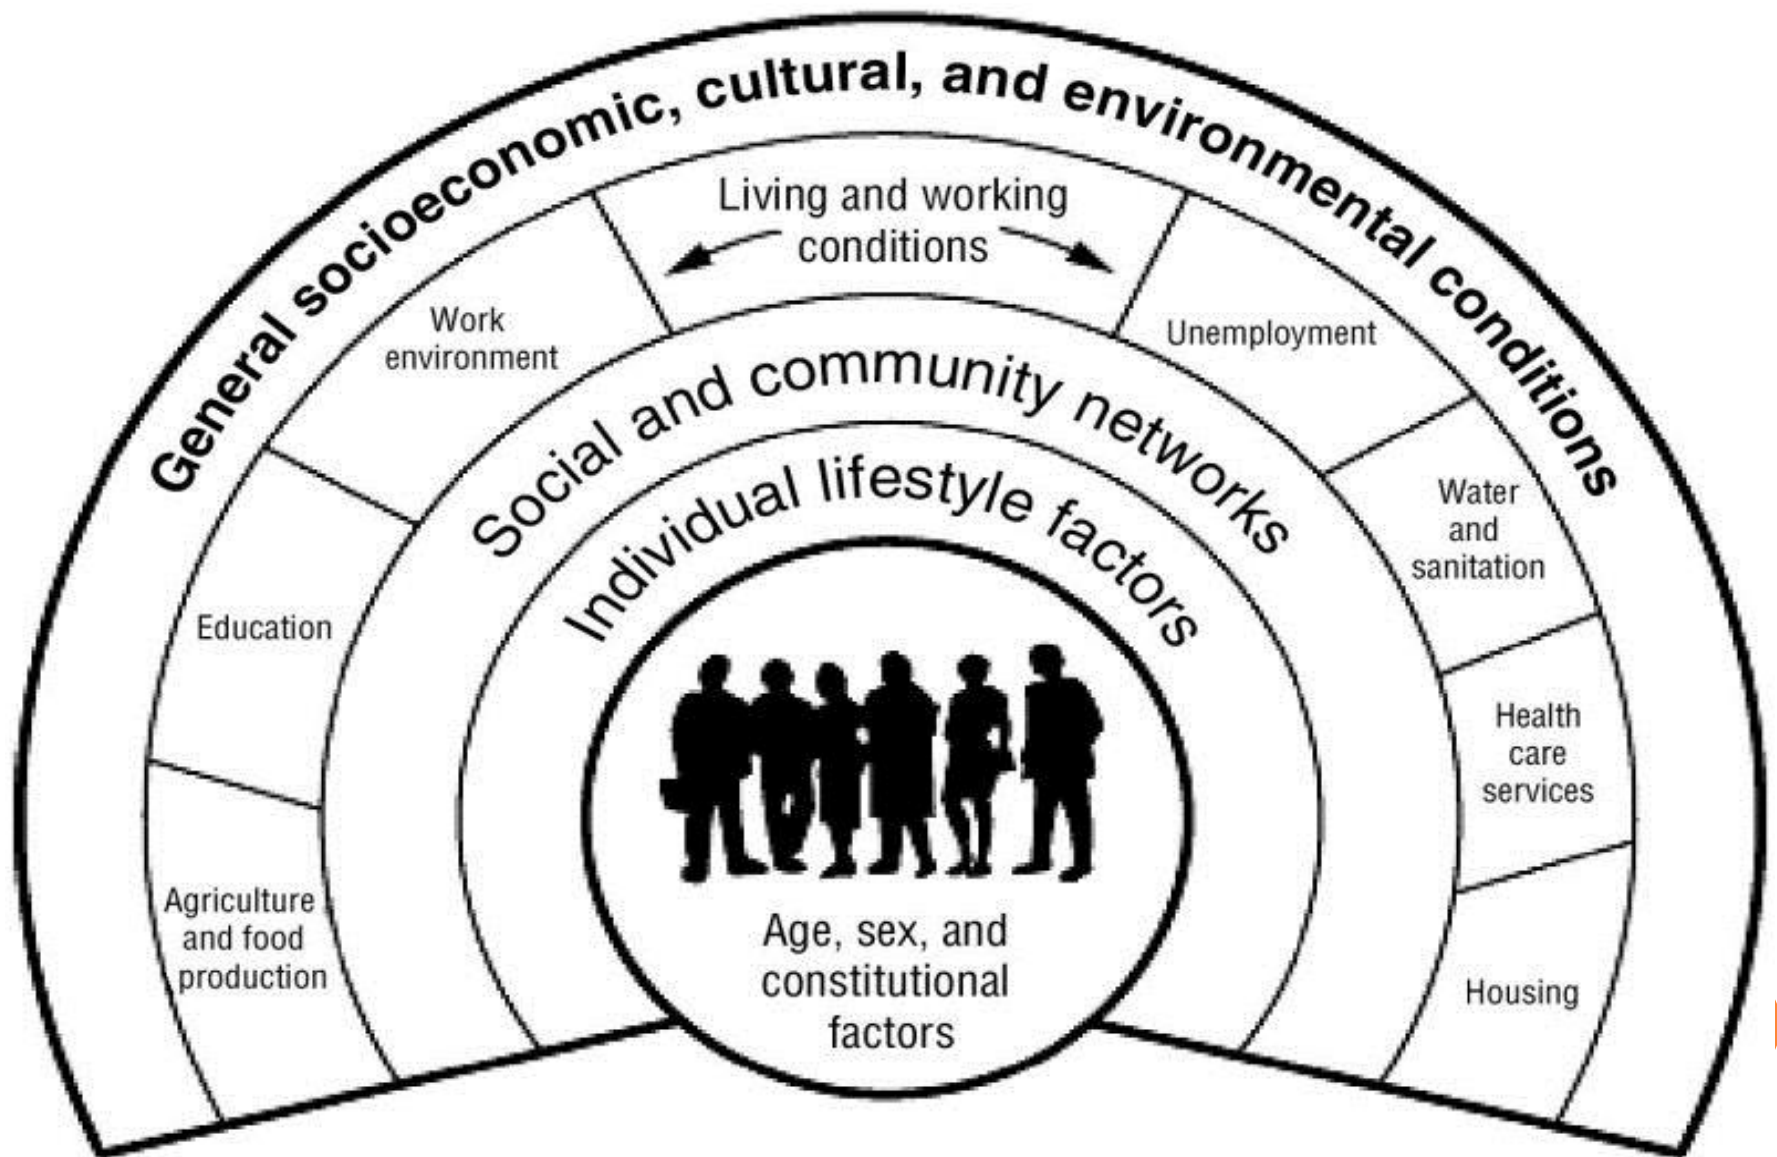 General socioeconomic, cultural, and environmental conditions
Living and working
conditions
Work
environment
Unemployment
Social and community networks
Individual lifestyle factors
Water
and
sanitation
Education
Health
care
services
Agriculture
and food
production
Age, sex, and
constitutional
factors
Housing